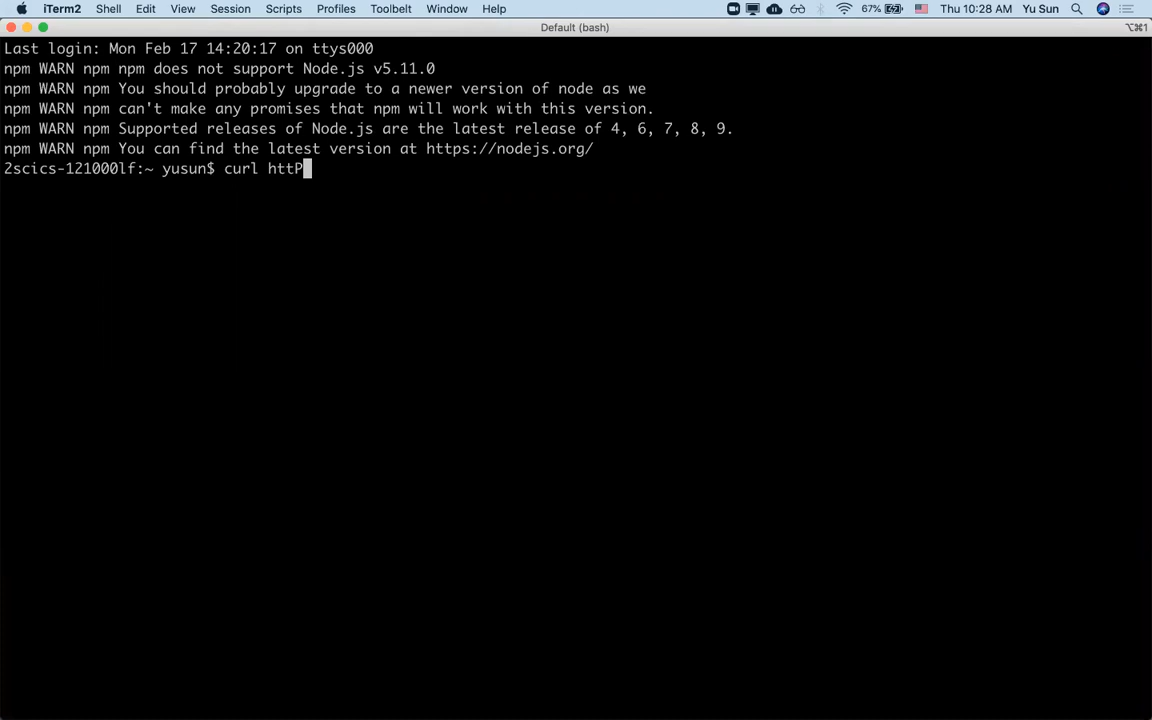 iTerm2 Shell Edit View Session Scripts Profiles Toolbelt Window Help 67% Thu 10:28 AM Yu Sun
Default (bash) ⌥⌘1
Last login: Mon Feb 17 14:20:17 on ttys000
npm WARN npm npm does not support Node.js v5.11.0
npm WARN npm You should probably upgrade to a newer version of node as we
npm WARN npm can't make any promises that npm will work with this version.
npm WARN npm Supported releases of Node.js are the latest release of 4, 6, 7, 8, 9.
npm WARN npm You can find the latest version at https://nodejs.org/
2scics-121000lf:~ yusun$ curl httP